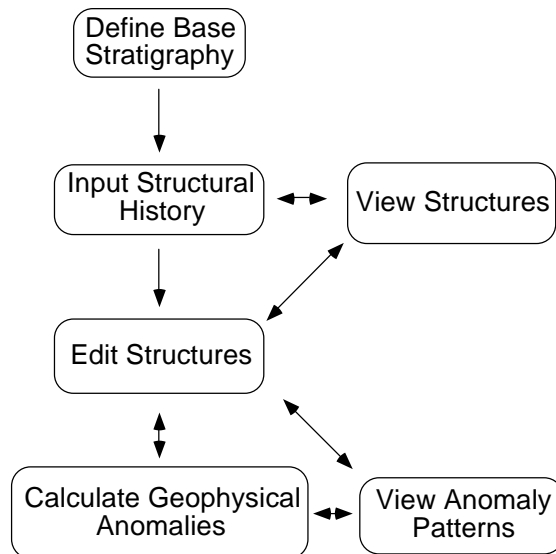 Define Base
Stratigraphy
Input Structural
History
View Structures
Edit Structures
Calculate Geophysical
Anomalies
View Anomaly
Patterns